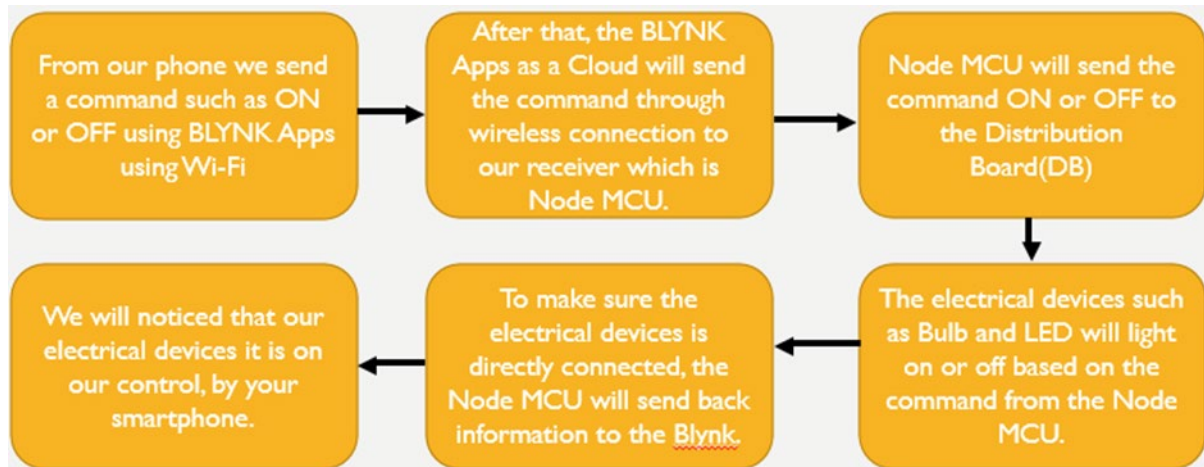 From our phone we send
a command such as ON
or OFF using BLYNK Apps
using Wi-Fi
After that, the BLYNK
Apps as a Cloud will send
the command through
wireless connection to
our receiver which is
Node MCU.
Node MCU will send the
command ON or OFF to
the Distribution
Board(DB)
The electrical devices such
as Bulb and LED will light
on or off based on the
command from the Node
MCU.
To make sure the
electrical devices is
directly connected, the
Node MCU will send back
information to the Blynk.
We will noticed that our
electrical devices it is on
our control, by your
smartphone.